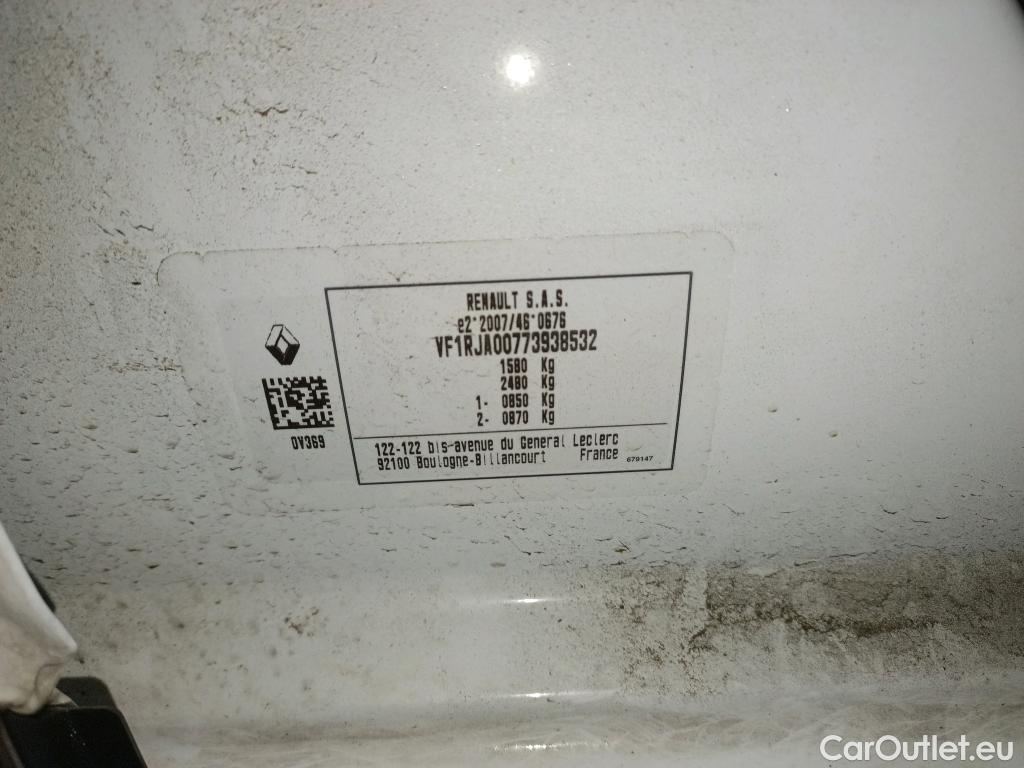 RENAULT S.A.S.
e2*2007/46*0676
VF1RJA00773938532
1580 Kg
2480 Kg
1- 0850 Kg
2- 0870 Kg
0V369
122-122 bis-avenue du General Leclerc
92100 Boulogne-Billancourt France 679147
CarOutlet.eu